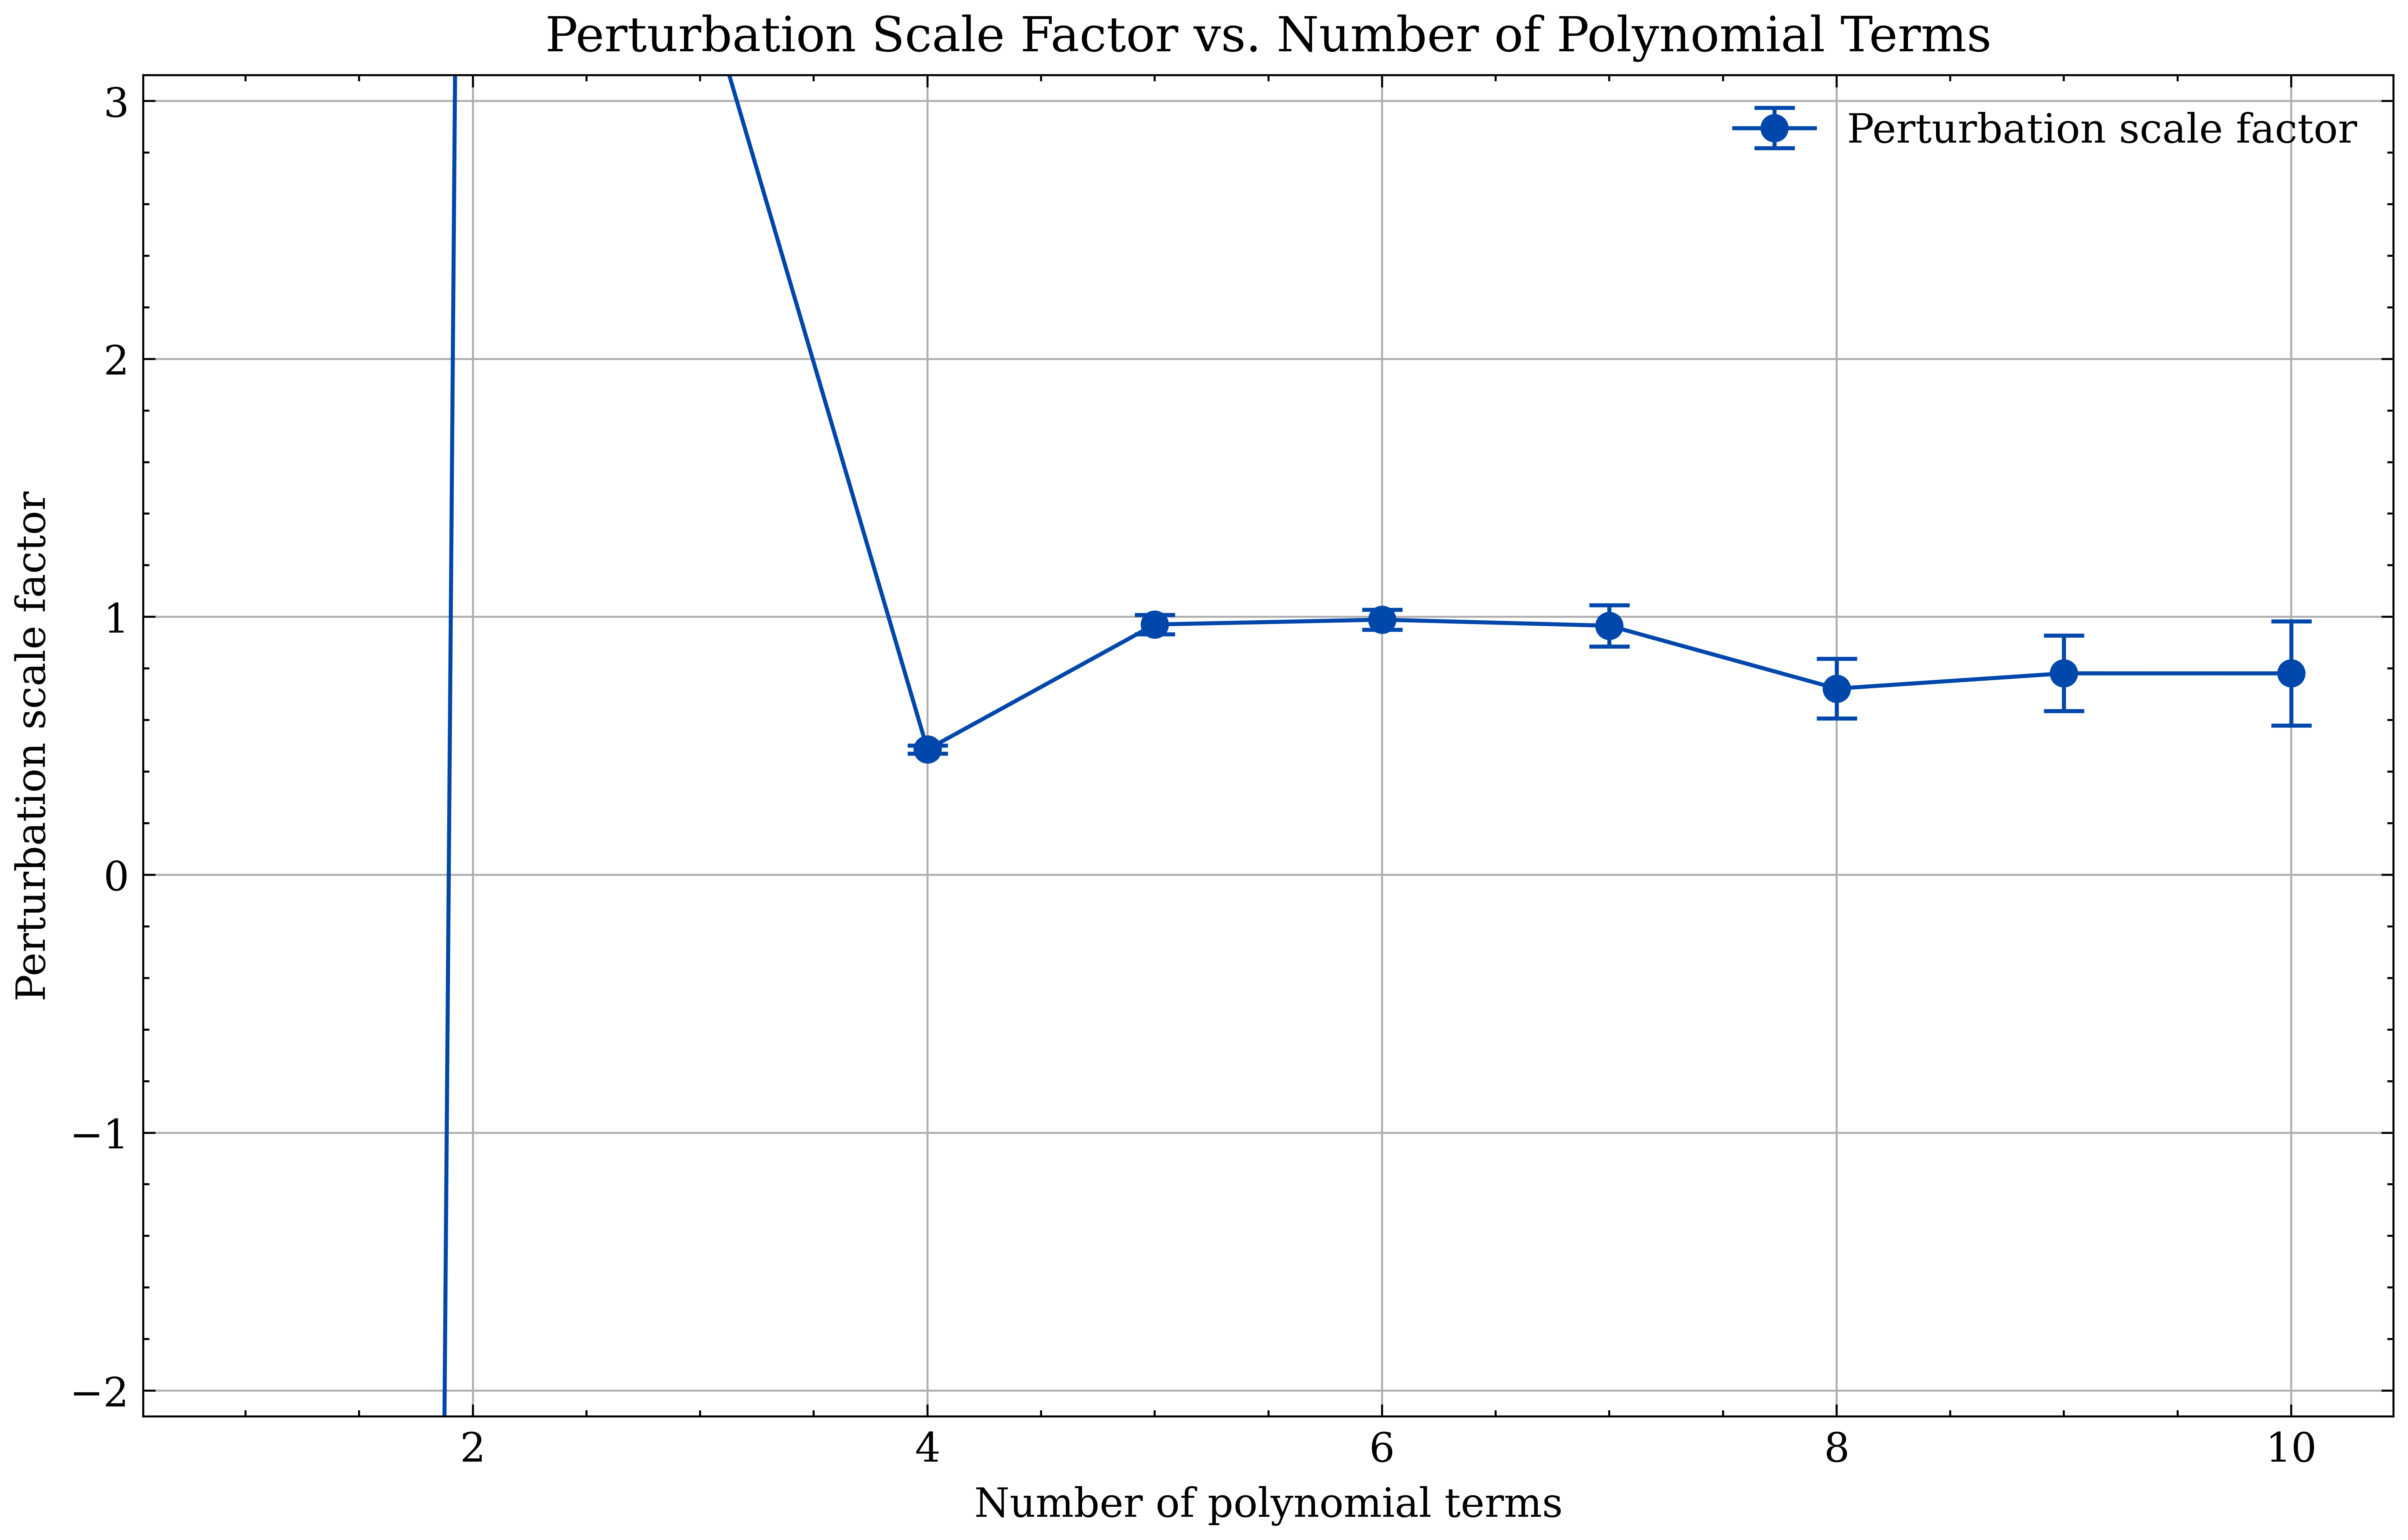 Perturbation Scale Factor vs. Number of Polynomial Terms
Perturbation scale factor
Perturbation scale factor
3
2
1
0
−1
−2
2 4 6 8 10
Number of polynomial terms